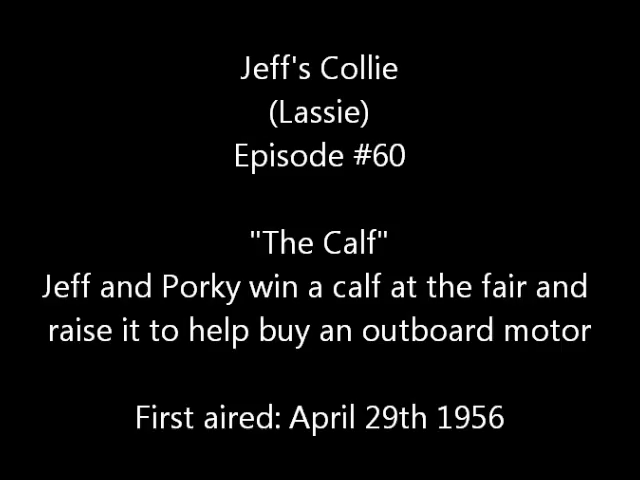 Jeff's Collie
(Lassie)
Episode #60
"The Calf"
Jeff and Porky win a calf at the fair and
raise it to help buy an outboard motor
First aired: April 29th 1956